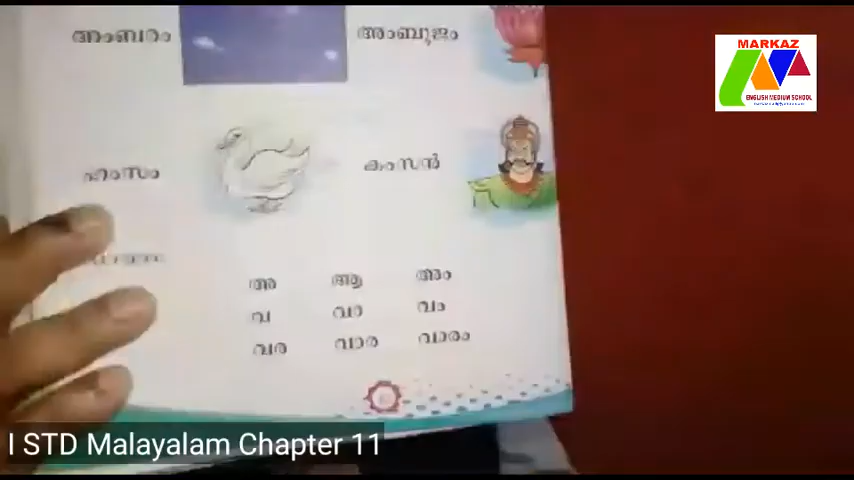 അംബരം അംബുജം
MARKAZ
ENGLISH MEDIUM SCHOOL
ഹംസം കംസൻ
അ ആ അം
വ വാ വം
വര വാര വാരം
I STD Malayalam Chapter 11